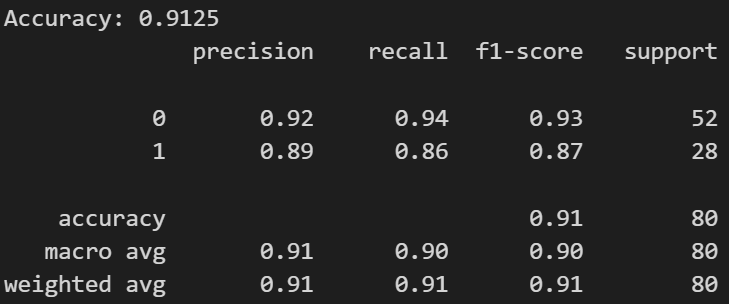 Accuracy: 0.9125
precision recall f1-score support
0 0.92 0.94 0.93 52
1 0.89 0.86 0.87 28
accuracy 0.91 80
macro avg 0.91 0.90 0.90 80
weighted avg 0.91 0.91 0.91 80